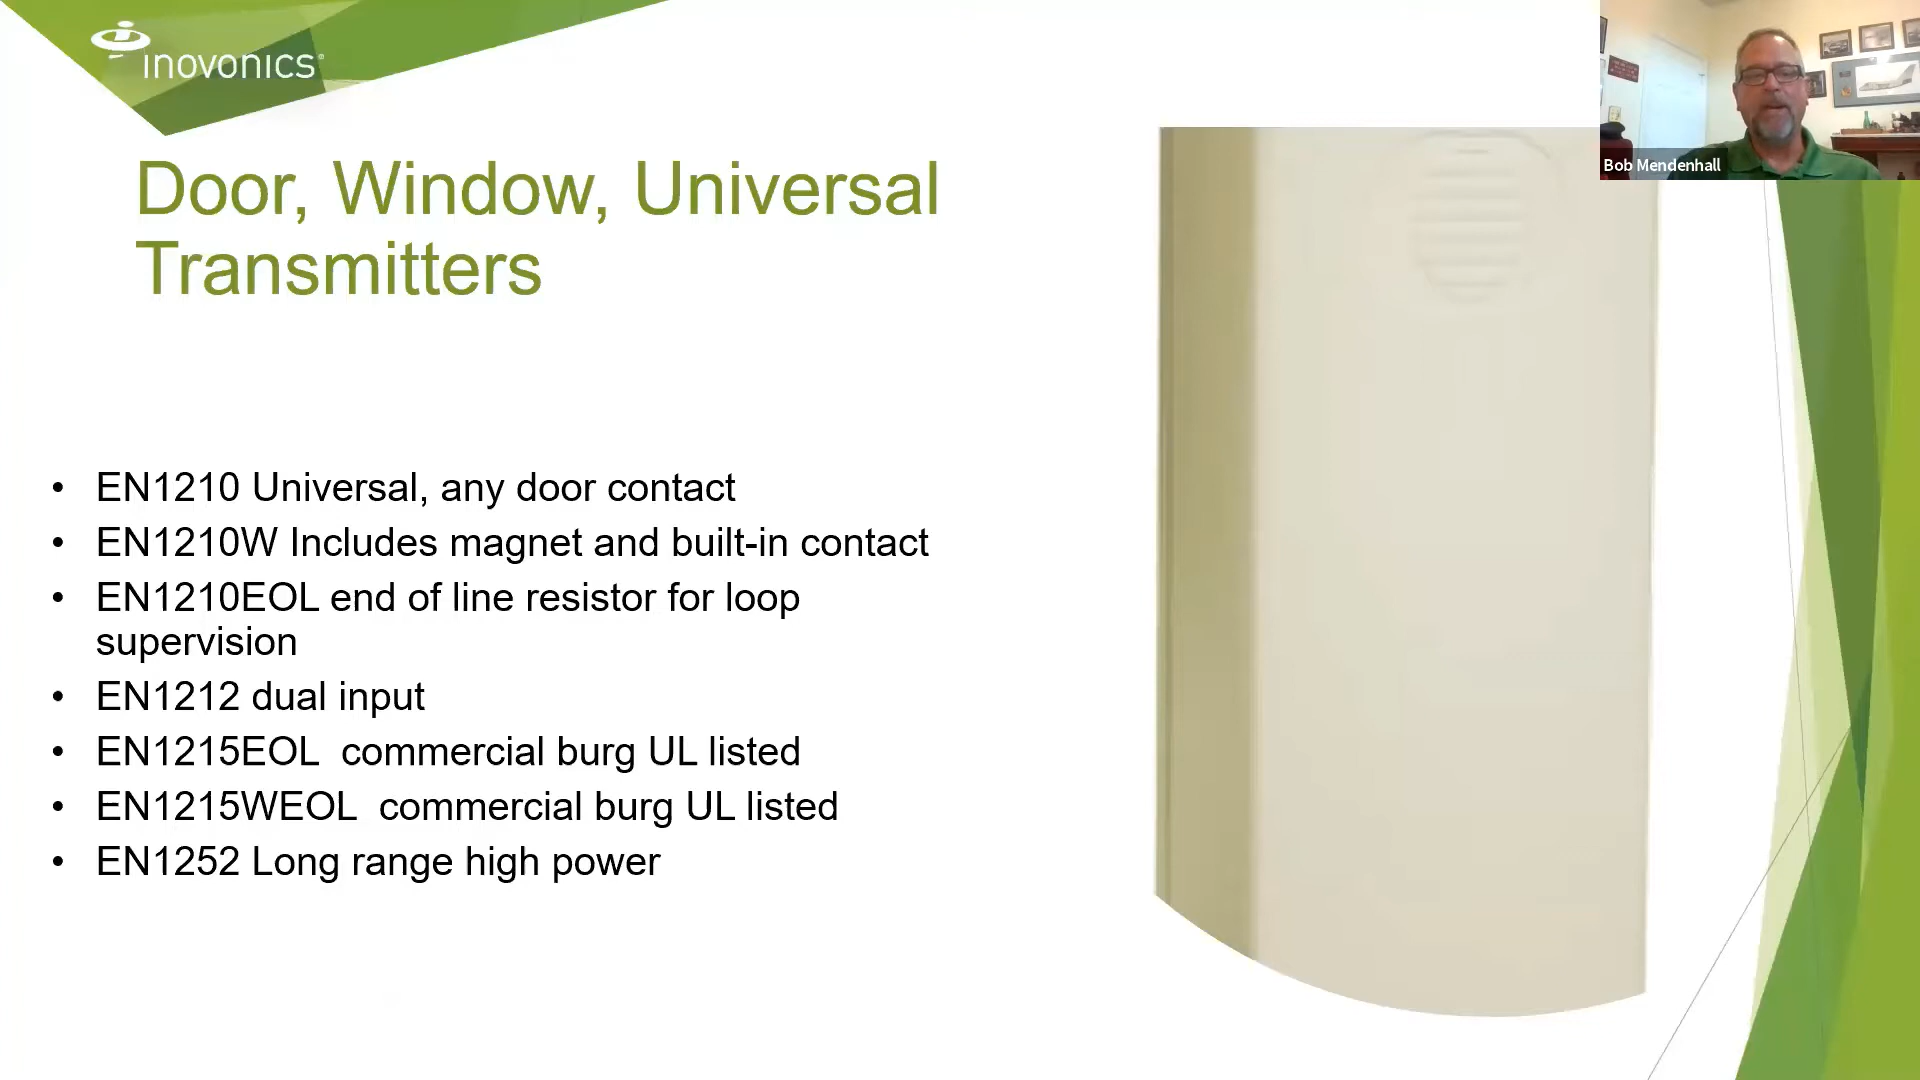 inovonics®
Bob Mendenhall
Door, Window, Universal
Transmitters
• EN1210 Universal, any door contact
• EN1210W Includes magnet and built-in contact
• EN1210EOL end of line resistor for loop
supervision
• EN1212 dual input
• EN1215EOL  commercial burg UL listed
• EN1215WEOL  commercial burg UL listed
• EN1252 Long range high power